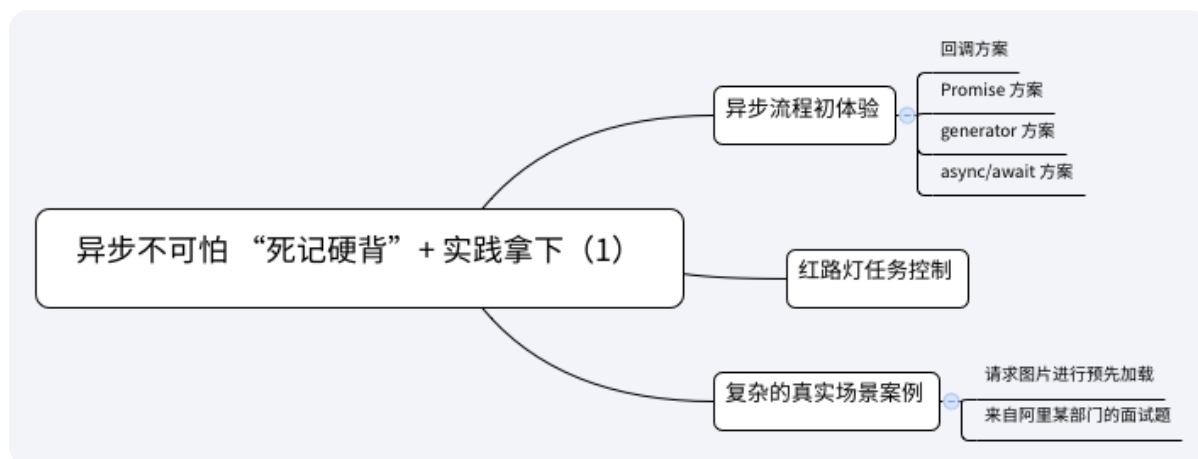 异步不可怕 “死记硬背” + 实践拿下（1）
异步流程初体验
回调方案
Promise 方案
generator 方案
async/await 方案
红路灯任务控制
复杂的真实场景案例
请求图片进行预先加载
来自阿里某部门的面试题